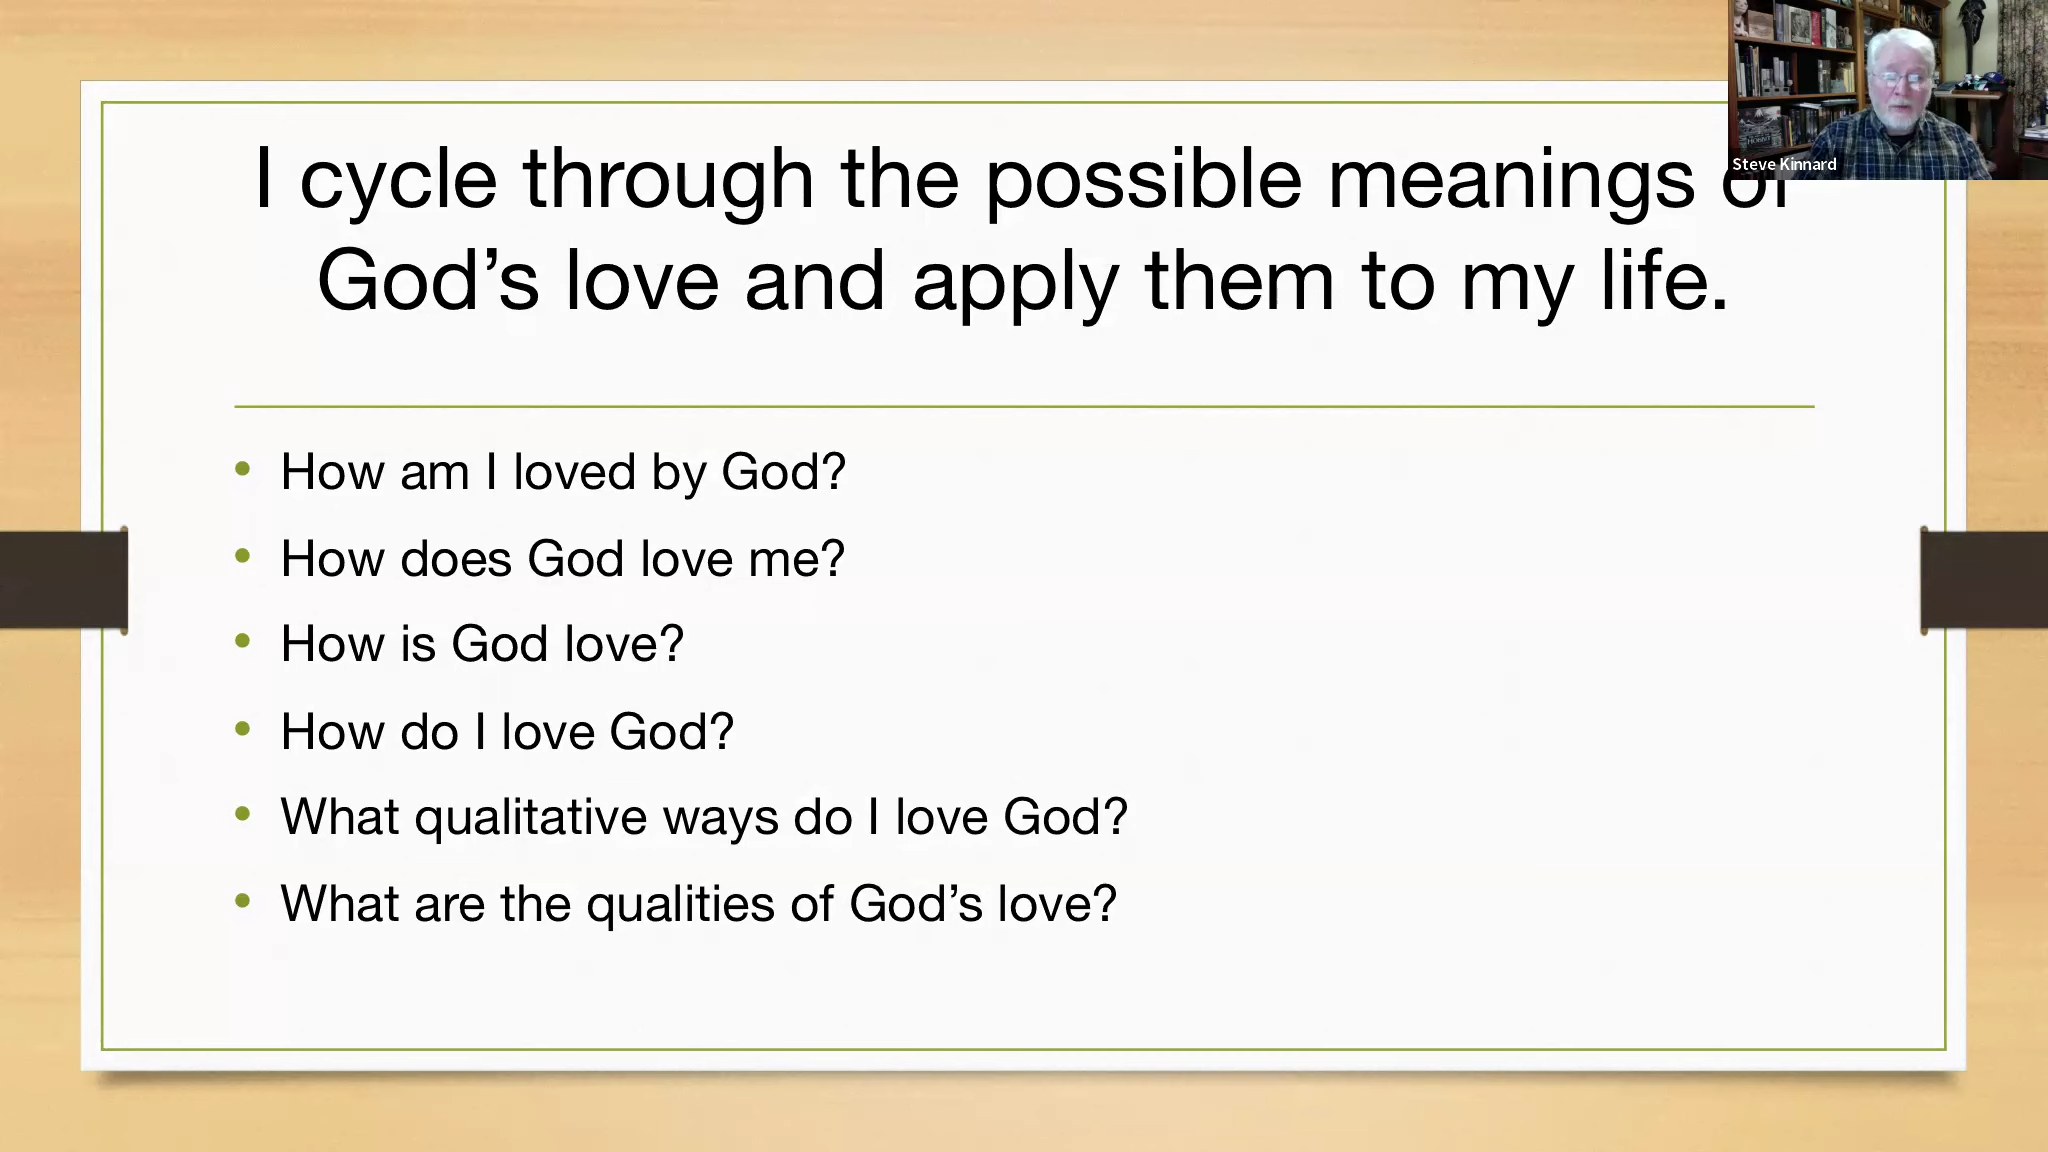 I cycle through the possible meanings of
God’s love and apply them to my life.
Steve Kinnard
• How am I loved by God?
• How does God love me?
• How is God love?
• How do I love God?
• What qualitative ways do I love God?
• What are the qualities of God’s love?